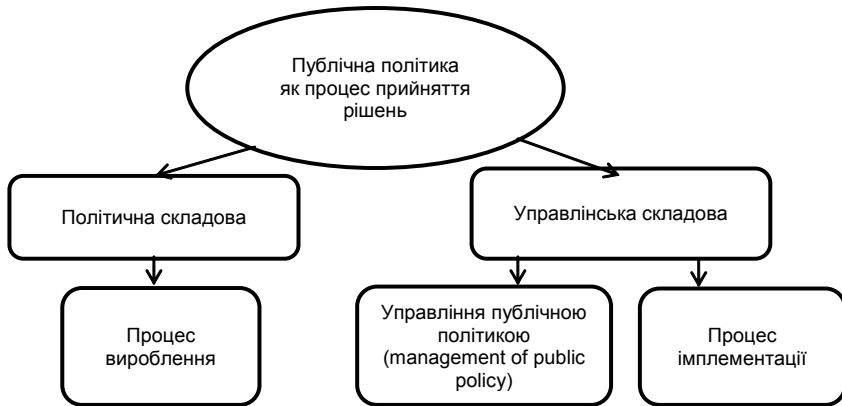 Публічна політика
як процес прийняття
рішень
Політична складова
Управлінська складова
Процес
вироблення
Управління публічною
політикою
(management of public
policy)
Процес
імплементації